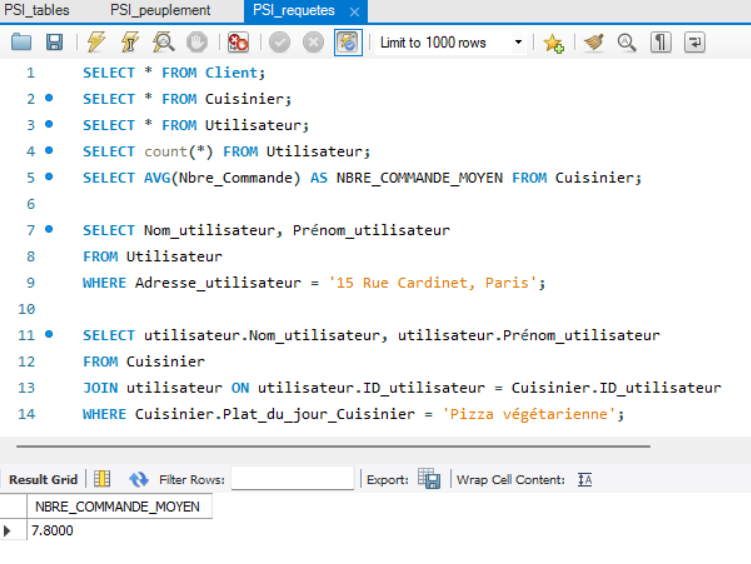 PSI_tables PSI_peuplement PSI_requetes ×
Limit to 1000 rows
1 SELECT * FROM Client;
2 SELECT * FROM Cuisinier;
3 SELECT * FROM Utilisateur;
4 SELECT count(*) FROM Utilisateur;
5 SELECT AVG(Nbre_Commande) AS NBRE_COMMANDE_MOYEN FROM Cuisinier;
6
7 SELECT Nom_utilisateur, Prénom_utilisateur
8 FROM Utilisateur
9 WHERE Adresse_utilisateur = '15 Rue Cardinet, Paris';
10
11 SELECT utilisateur.Nom_utilisateur, utilisateur.Prénom_utilisateur
12 FROM Cuisinier
13 JOIN utilisateur ON utilisateur.ID_utilisateur = Cuisinier.ID_utilisateur
14 WHERE Cuisinier.Plat_du_jour_Cuisinier = 'Pizza végétarienne';
Result Grid Filter Rows: Export: Wrap Cell Content: IA
NBRE_COMMANDE_MOYEN
7.8000